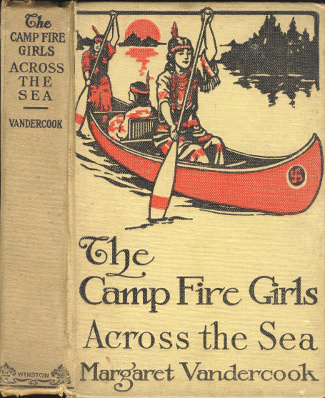 The
CAMP FIRE
GIRLS
ACROSS
THE
SEA
VANDERCOOK
WINSTON
The
Camp Fire Girls
Across the Sea
Margaret Vandercook